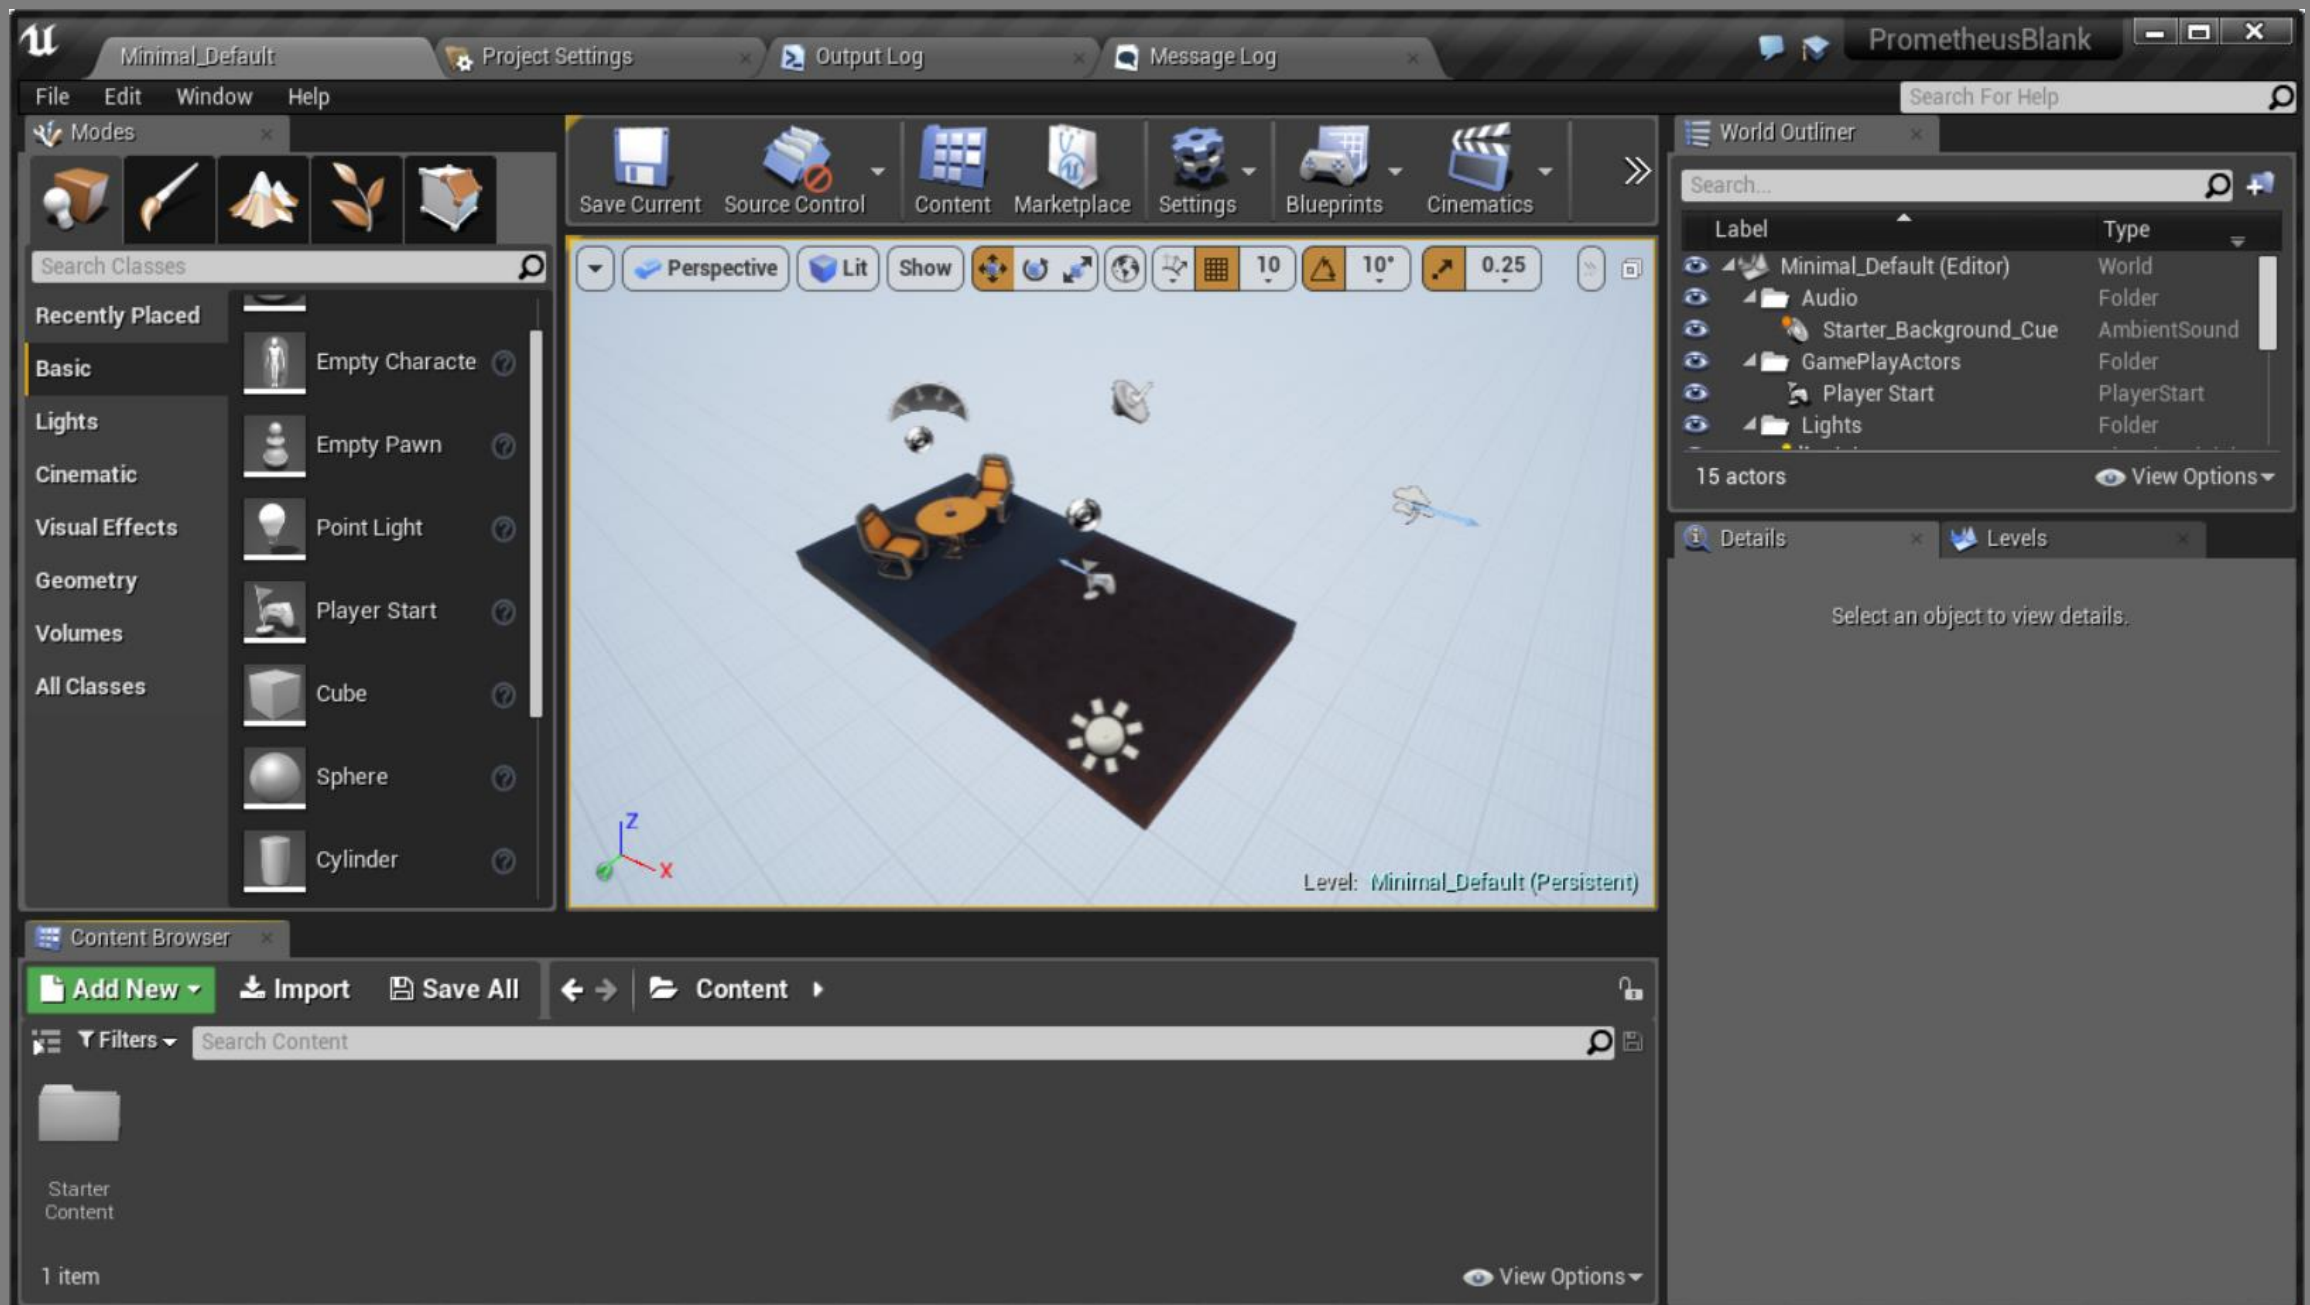 Minimal_Default
Project Settings
Output Log
Message Log
PrometheusBlank
File Edit Window Help
Search For Help
Modes
Search Classes
Recently Placed
Basic
Lights
Cinematic
Visual Effects
Geometry
Volumes
All Classes
Empty Characte
Empty Pawn
Point Light
Player Start
Cube
Sphere
Cylinder
Save Current
Source Control
Content
Marketplace
Settings
Blueprints
Cinematics
Perspective
Lit
Show
10
10°
0.25
Z
X
Level: Minimal_Default (Persistent)
World Outliner
Search...
Label Type
Minimal_Default (Editor) World
Audio Folder
Starter_Background_Cue AmbientSound
GamePlayActors Folder
Player Start PlayerStart
Lights Folder
15 actors
View Options
Details
Levels
Select an object to view details.
Content Browser
Add New
Import
Save All
Content
Filters
Search Content
Starter
Content
1 item
View Options